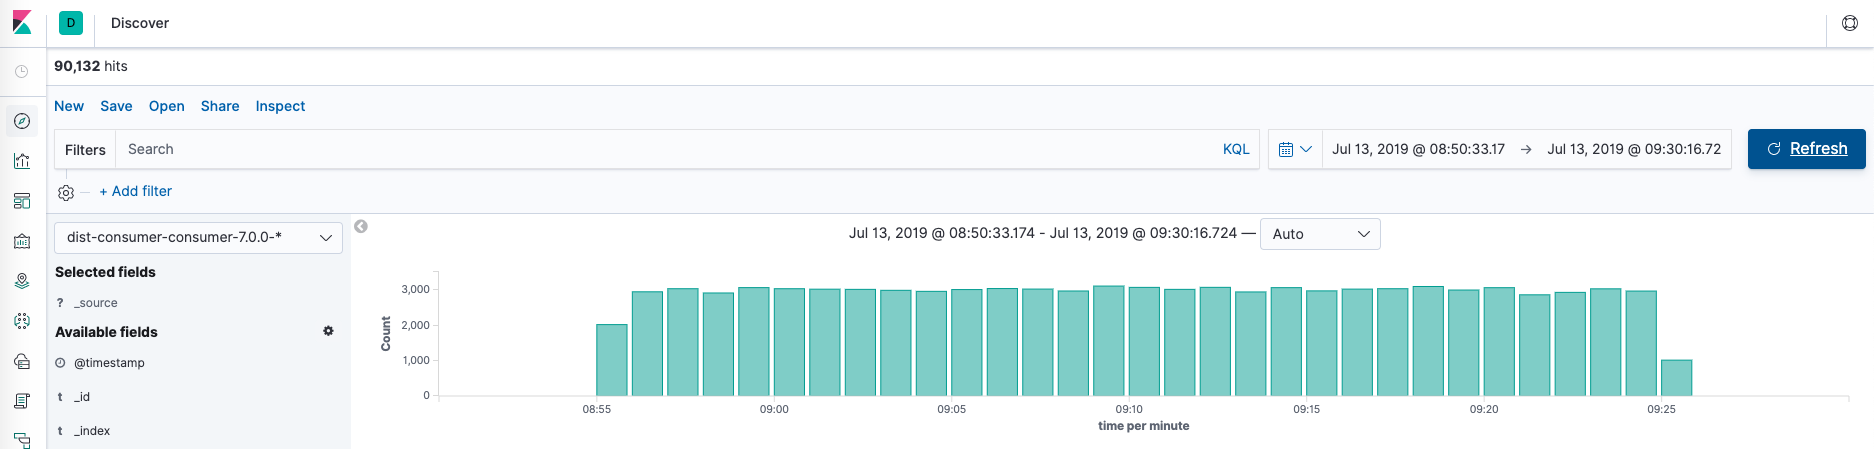 D Discover
90,132 hits
New Save Open Share Inspect
Filters Search KQL Jul 13, 2019 @ 08:50:33.17 → Jul 13, 2019 @ 09:30:16.72 Refresh
+ Add filter
dist-consumer-consumer-7.0.0-*
Selected fields
? _source
Available fields
@timestamp
t _id
t _index
Jul 13, 2019 @ 08:50:33.174 - Jul 13, 2019 @ 09:30:16.724 — Auto
Count
3,000
2,000
1,000
0
08:55 09:00 09:05 09:10 09:15 09:20 09:25
time per minute